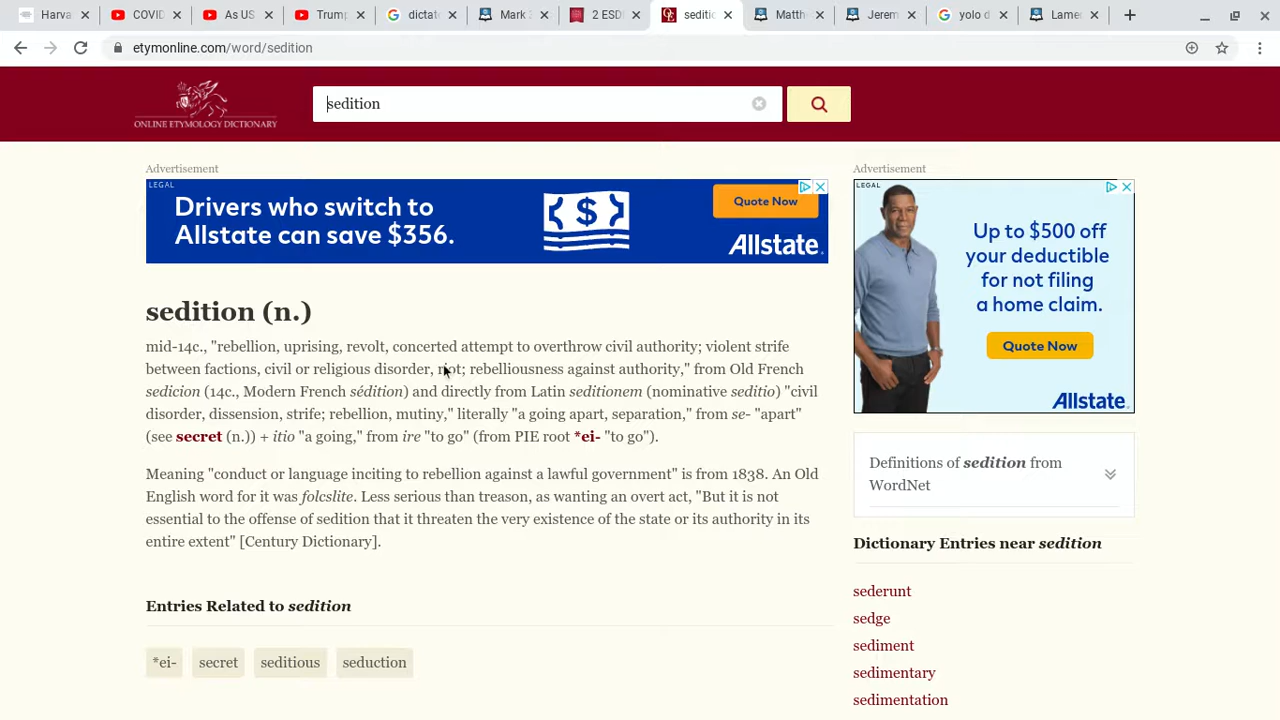 Harva
COVID
As US
Trump
dictate
Mark 
2 ESD
seditio
Matth
Jerem
yolo d
Lamer
etymonline.com/word/sedition
ONLINE ETYMOLOGY DICTIONARY
sedition
Advertisement
LEGAL
Drivers who switch to
Allstate can save $356.
$
Quote Now
Allstate.
Advertisement
LEGAL
Up to $500 off
your deductible
for not filing
a home claim.
Quote Now
Allstate
sedition (n.)
mid-14c., "rebellion, uprising, revolt, concerted attempt to overthrow civil authority; violent strife
between factions, civil or religious disorder, riot; rebelliousness against authority," from Old French
sedicion (14c., Modern French sédition) and directly from Latin seditionem (nominative seditio) "civil
disorder, dissension, strife; rebellion, mutiny," literally "a going apart, separation," from se- "apart"
(see secret (n.)) + itio "a going," from ire "to go" (from PIE root *ei- "to go").
Meaning "conduct or language inciting to rebellion against a lawful government" is from 1838. An Old
English word for it was folcslite. Less serious than treason, as wanting an overt act, "But it is not
essential to the offense of sedition that it threaten the very existence of the state or its authority in its
entire extent" [Century Dictionary].
Entries Related to sedition
*ei-
secret
seditious
seduction
Definitions of sedition from
WordNet
Dictionary Entries near sedition
sederunt
sedge
sediment
sedimentary
sedimentation